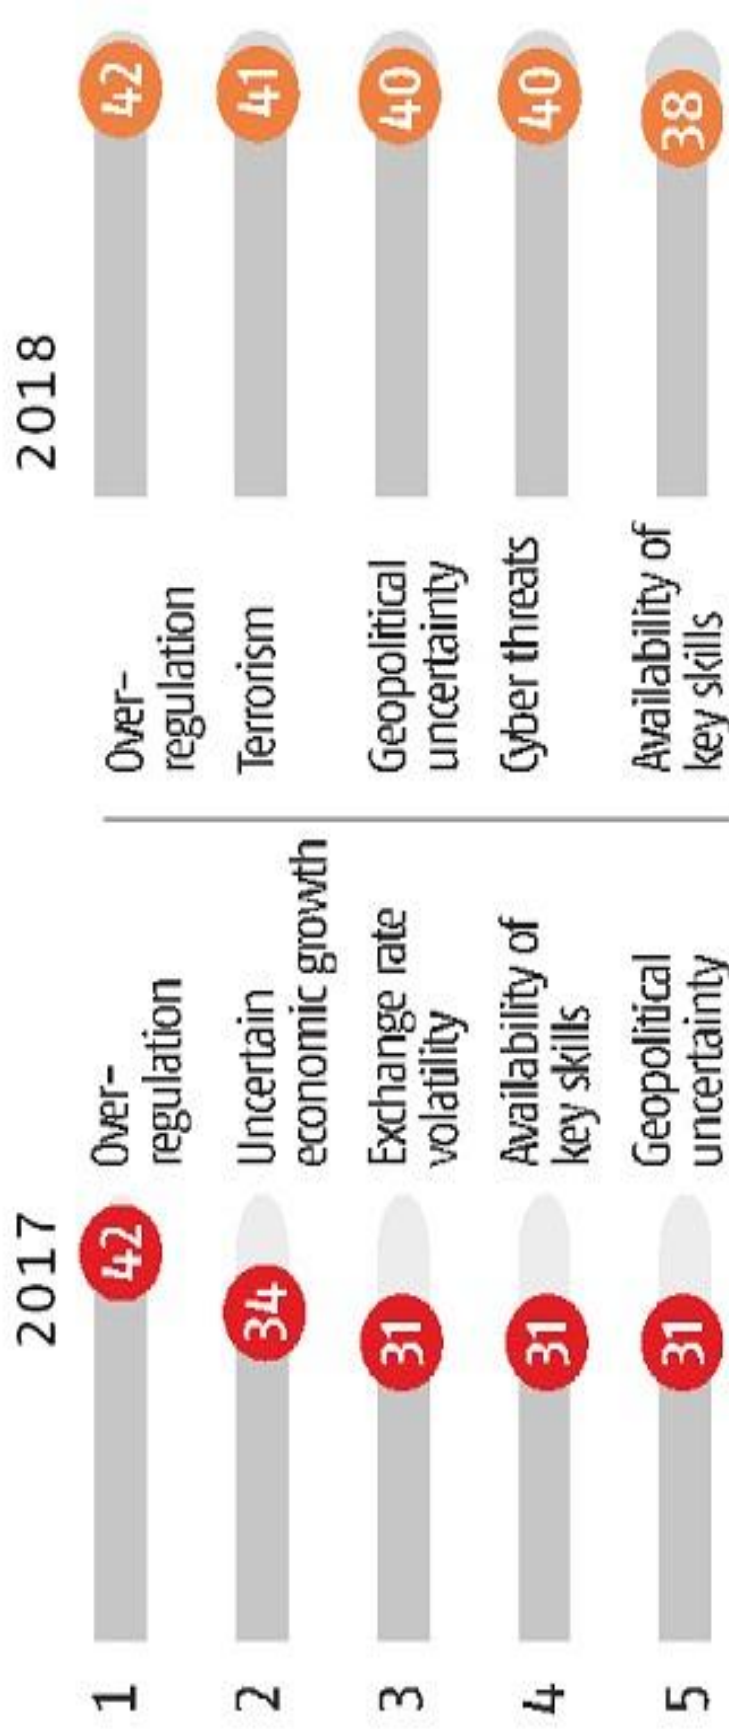 2017 2018
1 42 Over-
regulation
Over-
regulation 42
2 34 Uncertain
economic growth
Terrorism 41
3 31 Exchange rate
volatility
Geopolitical
uncertainty 40
4 31 Availability of
key skills
Cyber threats 40
5 31 Geopolitical
uncertainty
Availability of
key skills 38